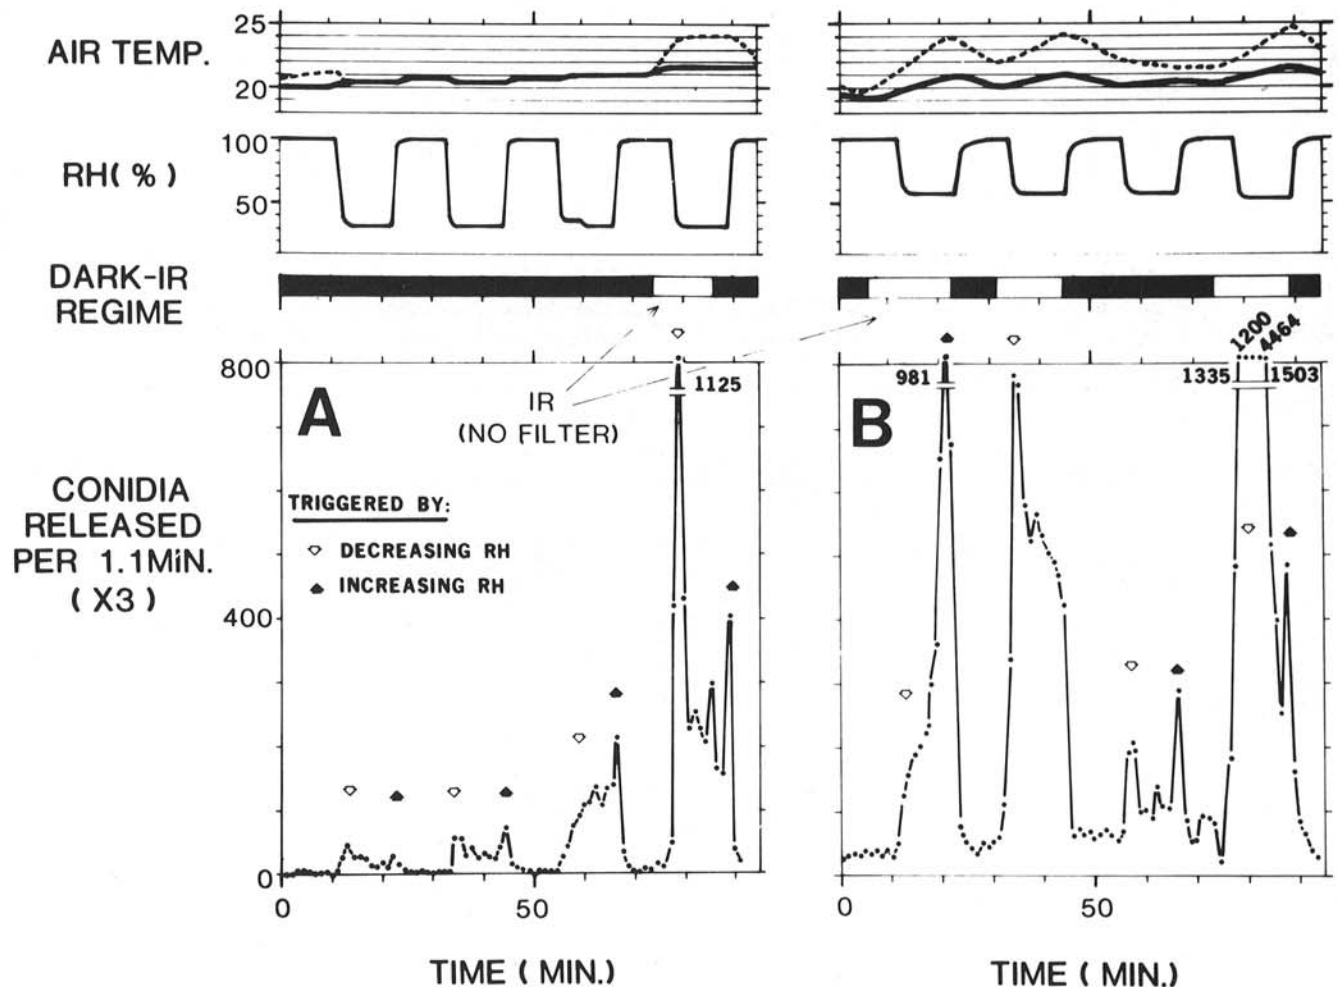 AIR TEMP.
25
20
RH( % )
100
50
DARK-IR
REGIME
CONIDIA
RELEASED
PER 1.1MiN.
( X3 )
800
400
0
A
IR
(NO FILTER)
1125
TRIGGERED BY:
DECREASING RH
INCREASING RH
0
50
TIME ( MIN.)
B
981
1200
4464
1335
1503
0
50
TIME ( MIN.)